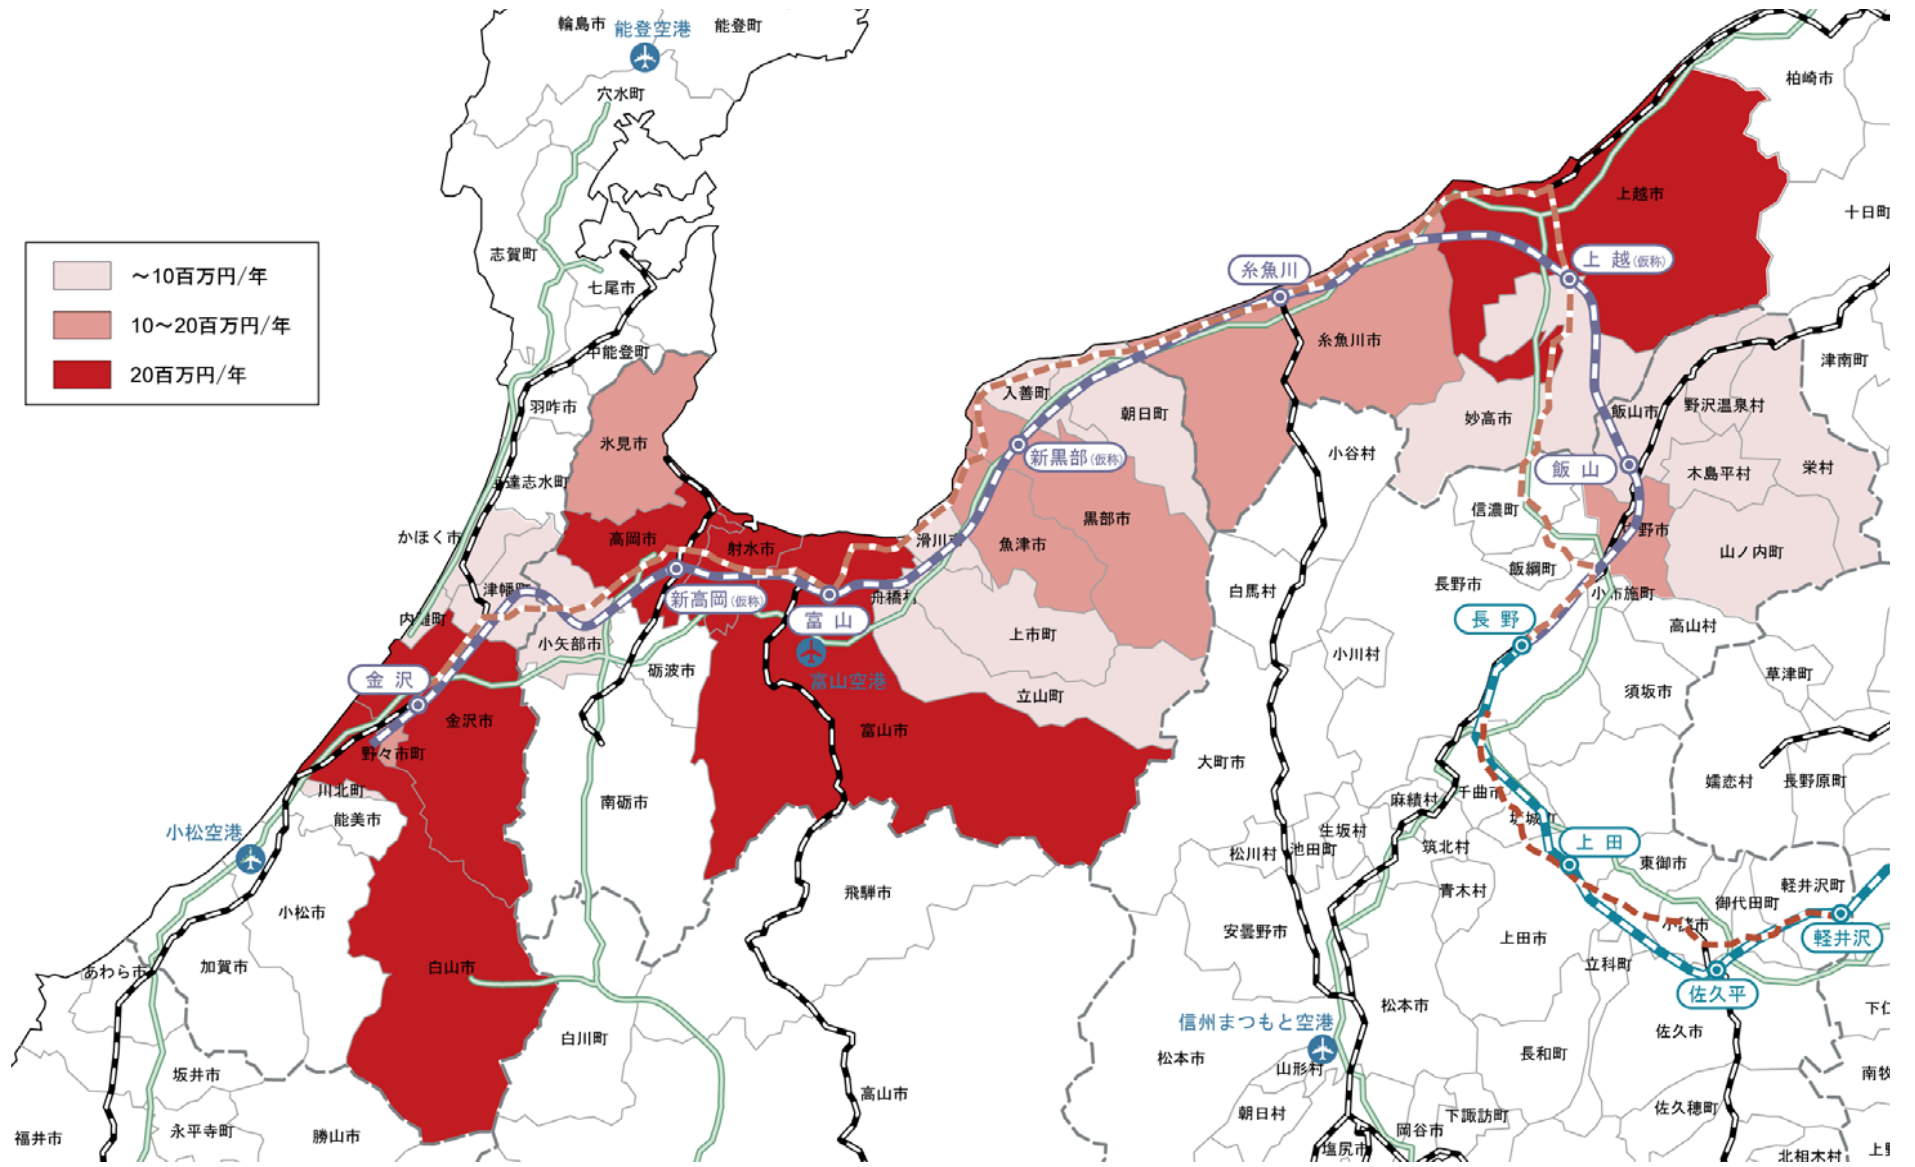 輪島市
能登空港
能登町
穴水町
柏崎市
上越市
十日町
志賀町
七尾市
中能登町
～10百万円/年
10～20百万円/年
20百万円/年
糸魚川
上 越(仮称)
糸魚川市
津南町
羽咋市
入善町
朝日町
妙高市
飯山市
野沢温泉村
氷見市
新黒部(仮称)
小谷村
飯 山
木島平村
栄村
達志水町
信濃町
黒部市
かほく市
高岡市
射水市
滑川市
魚津市
野市
山ノ内町
飯綱町
長野市
津幡町
新高岡(仮称)
舟橋村
白馬村
小布施町
内灘町
富 山
長 野
高山村
小矢部市
上市町
小川村
砺波市
金 沢
富山空港
立山町
草津町
須坂市
金沢市
富山市
野々市町
大町市
嬬恋村
長野原町
川北町
南砺市
麻績村
千曲市
能美市
生坂村
坂城町
小松空港
松川村
池田町
筑北村
上 田
東御市
飛騨市
青木村
軽井沢町
御代田町
小松市
安曇野市
上田市
小諸市
軽井沢
あわら市
加賀市
白山市
立科町
佐久平
松本市
信州まつもと空港
佐久市
白川町
松本市
長和町
山形村
坂井市
南牧
高山市
朝日村
下諏訪町
佐久穂町
福井市
永平寺町
勝山市
岡谷市
塩尻市
北相木村